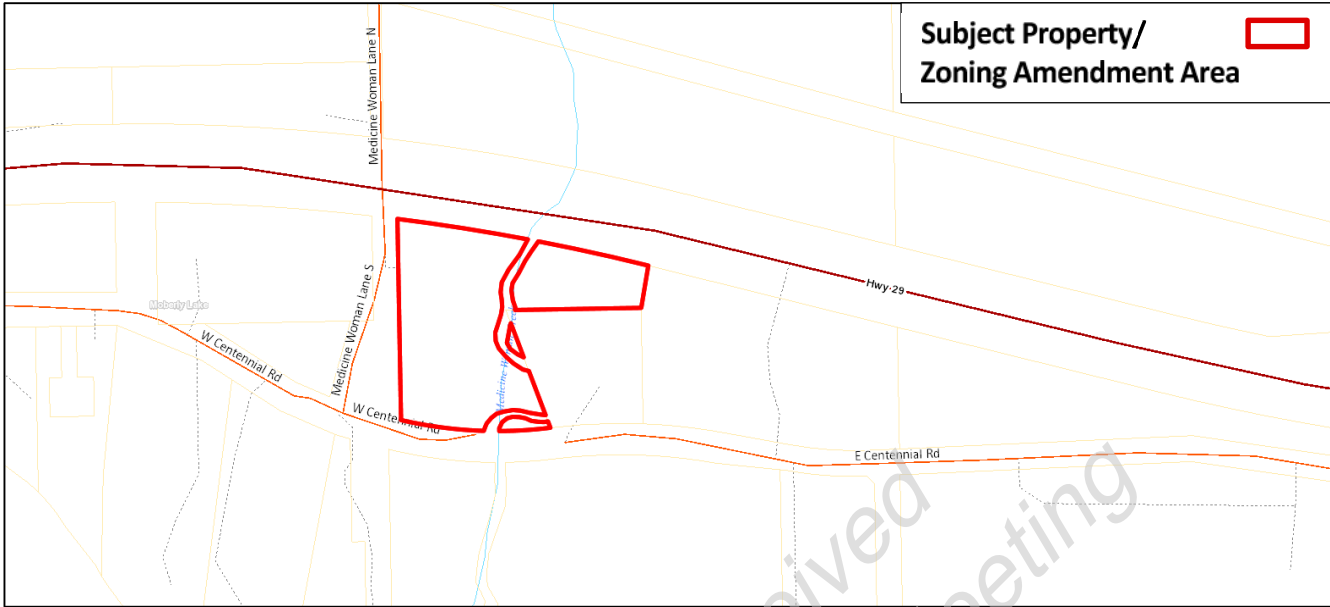 Subject Property/
Zoning Amendment Area
Medicine Woman Lane N
Hwy 29
Medicine Woman Lane S
Moberly Lake
W Centennial Rd
W Centennial Rd
E Centennial Rd